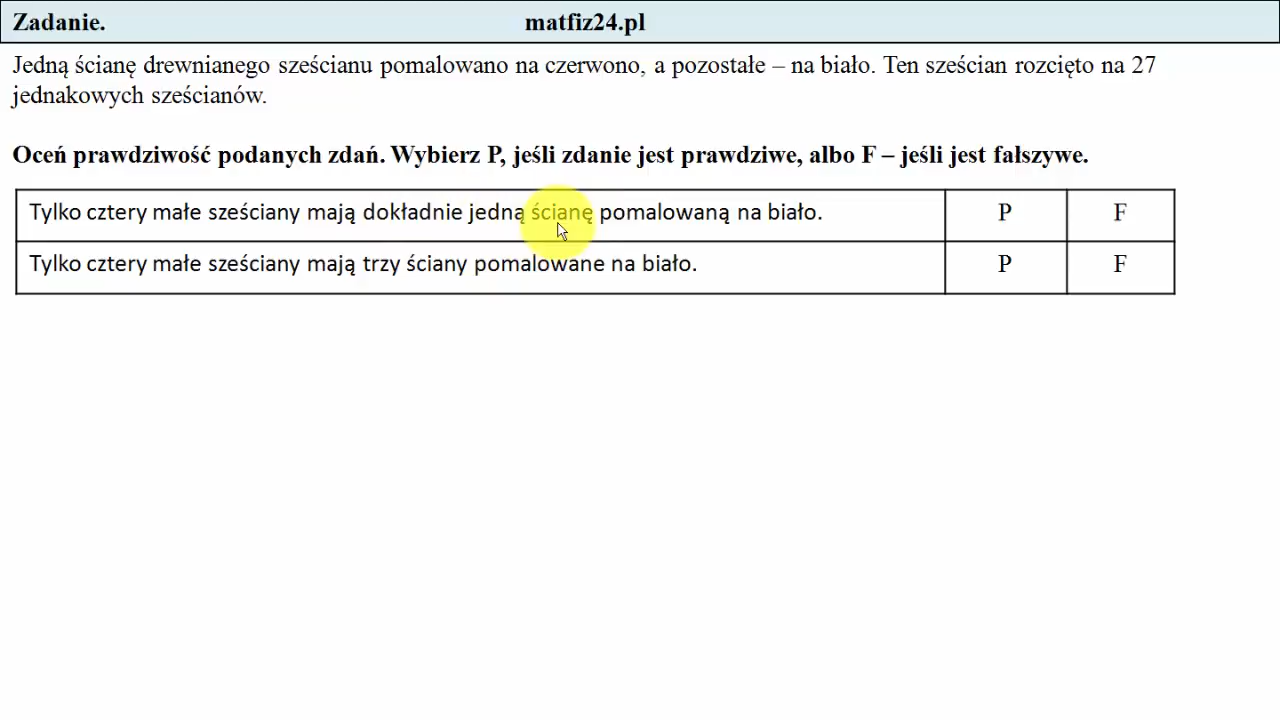 Zadanie. matfiz24.pl
Jedną ścianę drewnianego sześcianu pomalowano na czerwono, a pozostałe – na biało. Ten sześcian rozcięto na 27
jednakowych sześcianów.
Oceń prawdziwość podanych zdań. Wybierz P, jeśli zdanie jest prawdziwe, albo F – jeśli jest fałszywe.
Tylko cztery małe sześciany mają dokładnie jedną ścianę pomalowaną na biało. P F
Tylko cztery małe sześciany mają trzy ściany pomalowane na biało. P F